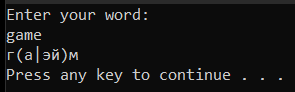 Enter your word:
game
г(а|эй)м
Press any key to continue . . .